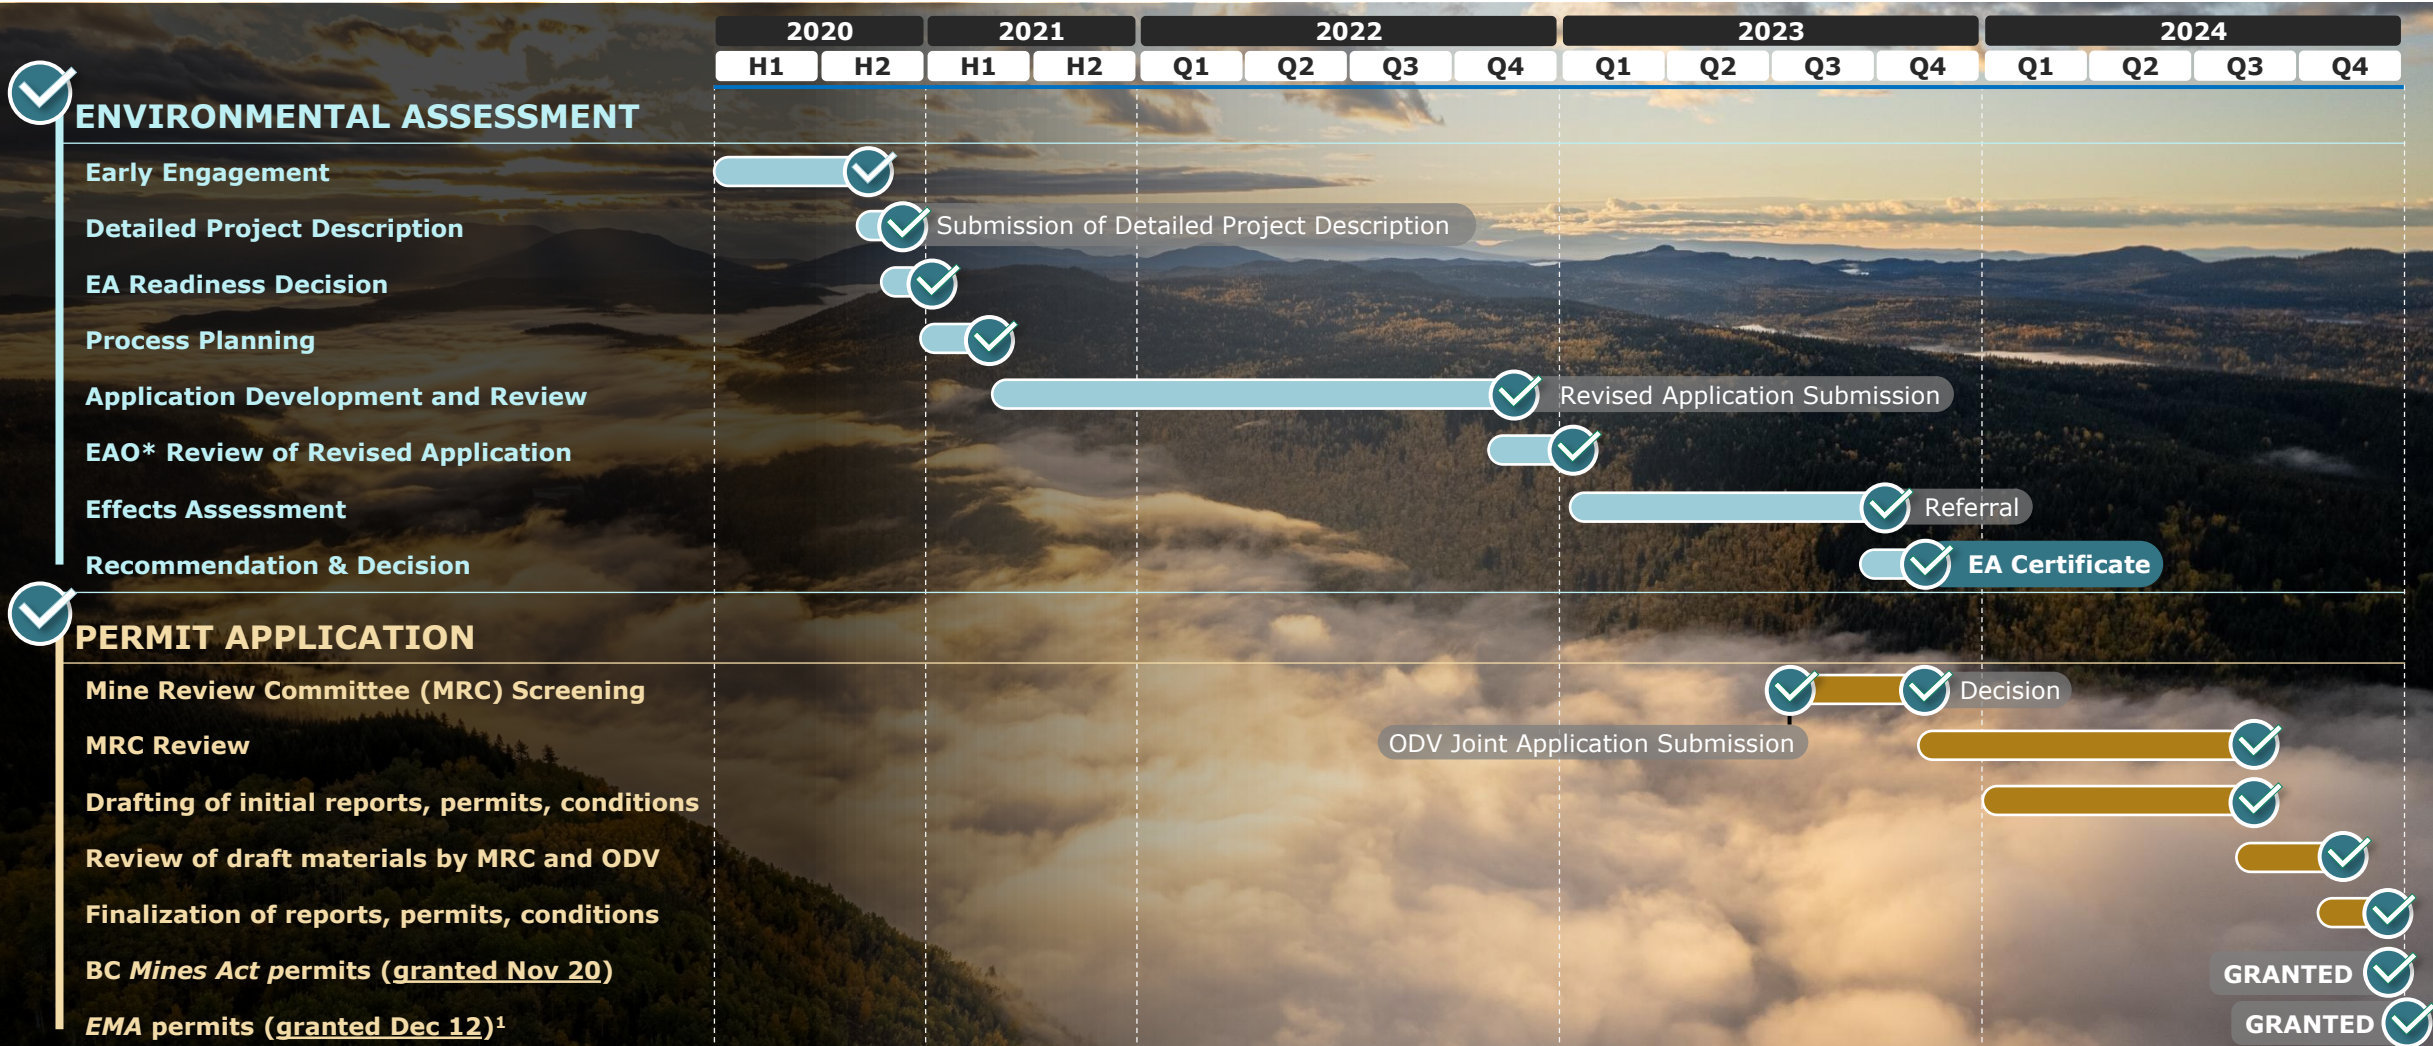 2020 2021 2022 2023 2024
H1 H2 H1 H2 Q1 Q2 Q3 Q4 Q1 Q2 Q3 Q4 Q1 Q2 Q3 Q4
ENVIRONMENTAL ASSESSMENT
Early Engagement
Detailed Project Description Submission of Detailed Project Description
EA Readiness Decision
Process Planning
Application Development and Review Revised Application Submission
EAO* Review of Revised Application
Effects Assessment Referral
Recommendation & Decision EA Certificate
PERMIT APPLICATION
Mine Review Committee (MRC) Screening Decision
MRC Review ODV Joint Application Submission
Drafting of initial reports, permits, conditions
Review of draft materials by MRC and ODV
Finalization of reports, permits, conditions
BC Mines Act permits (granted Nov 20) GRANTED
EMA permits (granted Dec 12)¹ GRANTED